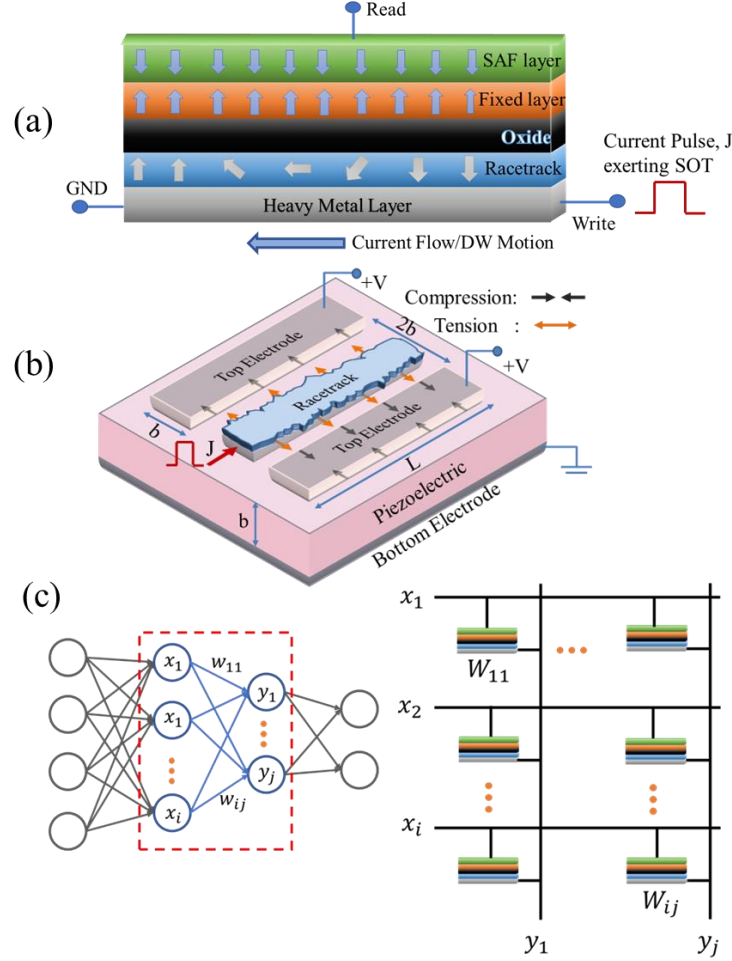 Read
SAF layer
Fixed layer
(a)
Oxide
Current Pulse, J
exerting SOT
Racetrack
GND
Heavy Metal Layer
Write
Current Flow/DW Motion
(b)
+V
Compression:
Tension :
2b
+V
Top Electrode
Racetrack
Top Electrode
b
J
L
b
Piezoelectric
Bottom Electrode
(c)
x₁
w₁₁
x₁
y₁
xᵢ
yⱼ
wᵢⱼ
x₁
W₁₁
x₂
xᵢ
Wᵢⱼ
y₁
yⱼ